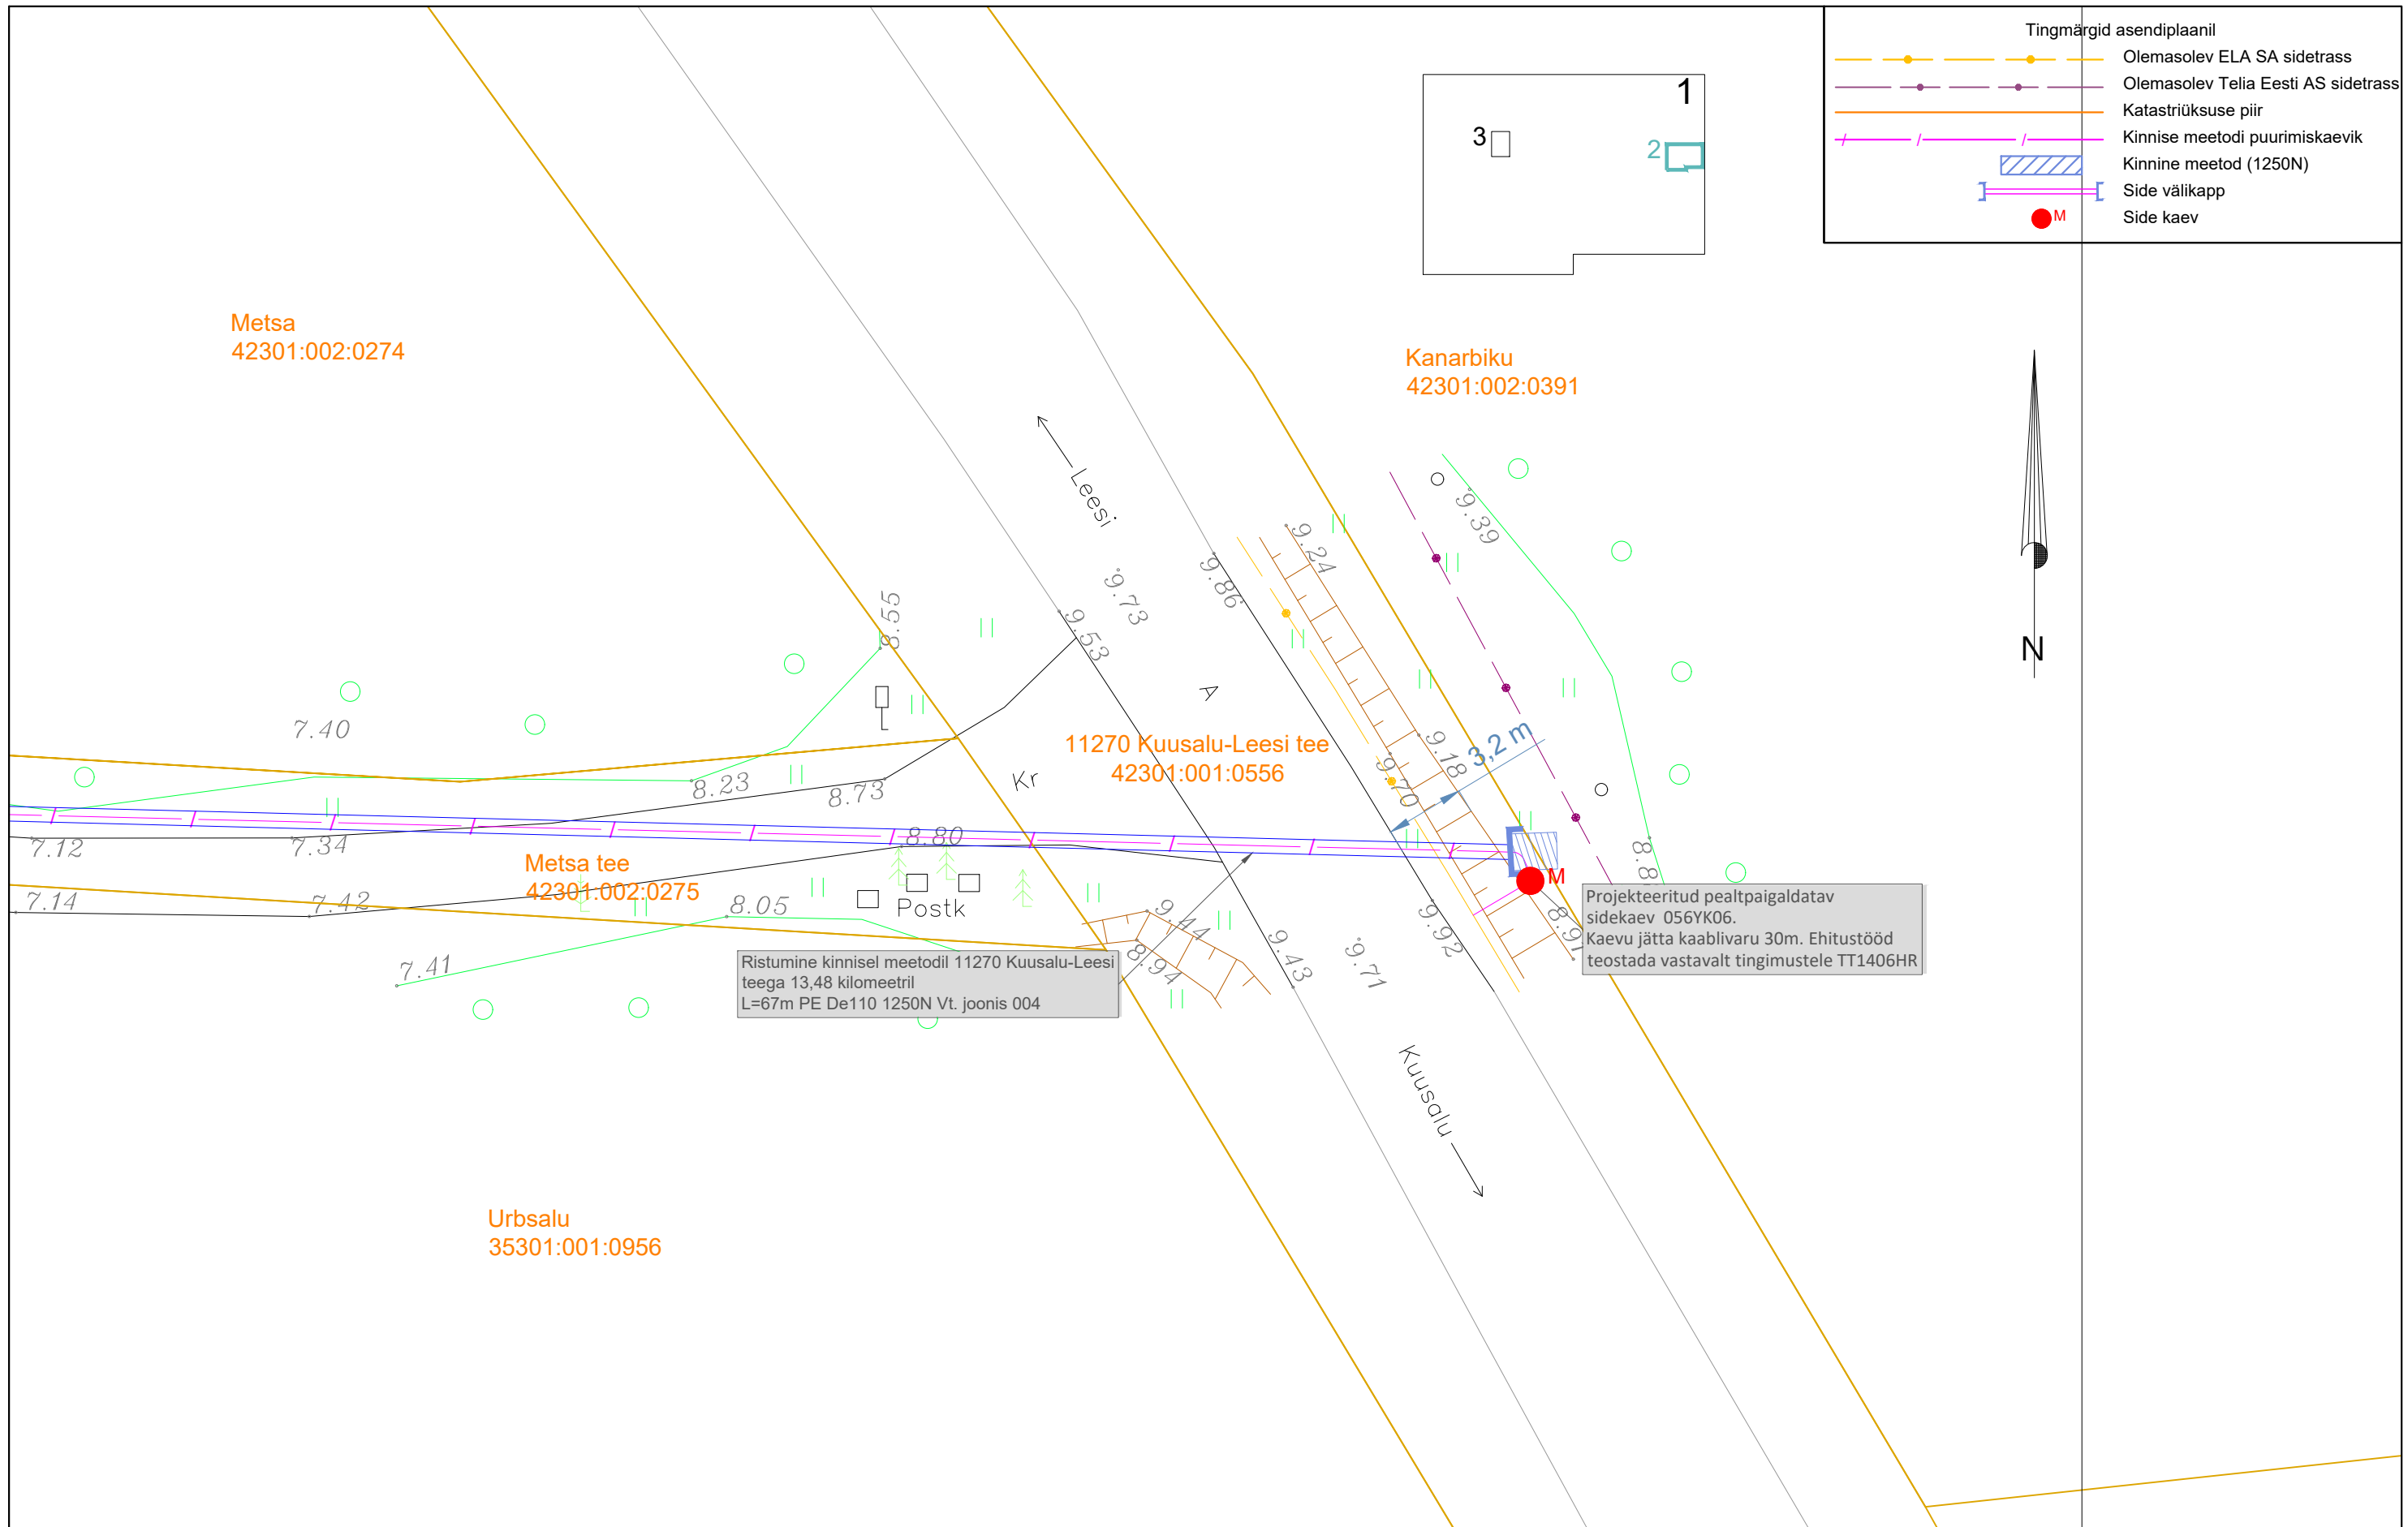 Tingmärgid asendiplaanil
Olemasolev ELA SA sidetrass
Olemasolev Telia Eesti AS sidetrass
Katastriüksuse piir
Kinnise meetodi puurimiskaevik
Kinnine meetod (1250N)
Side välikapp
M
Side kaev
1
3
2
Metsa
42301:002:0274
Kanarbiku
42301:002:0391
Leesi
9.39
9.24
9.86
9.73
9.53
8.55
N
A
7.40
11270 Kuusalu-Leesi tee
42301:001:0556
3,2 m
9.18
9.70
Kr
8.23
8.73
8.80
7.12
7.34
Metsa tee
42301:002:0275
M
7.14
7.42
8.05
Postk
9.44
8.94
9.43
9.71
9.92
8.91
7.41
Projekteeritud pealtpaigaldatav
sidekaev 056YK06.
Kaevu jätta kaablivaru 30m. Ehitustööd
teostada vastavalt tingimustele TT1406HR
Ristumine kinnisel meetodil 11270 Kuusalu-Leesi
teega 13,48 kilomeetril
L=67m PE De110 1250N Vt. joonis 004
Kuusalu
Urbsalu
35301:001:0956